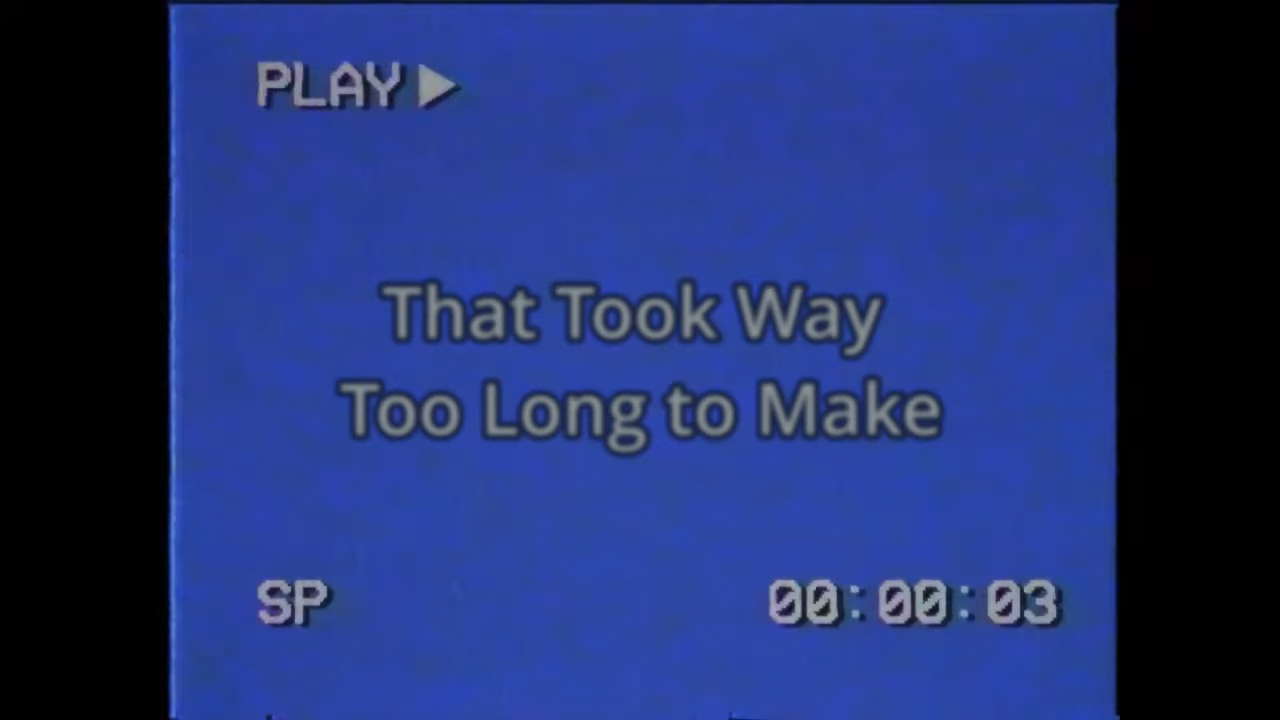 PLAY ▶
That Took Way
Too Long to Make
SP
00:00:03